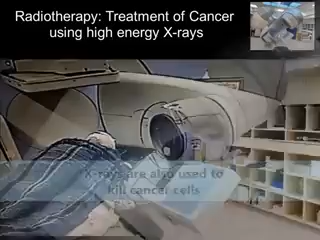 Radiotherapy: Treatment of Cancer
using high energy X-rays
X-rays are also used to
kill cancer cells